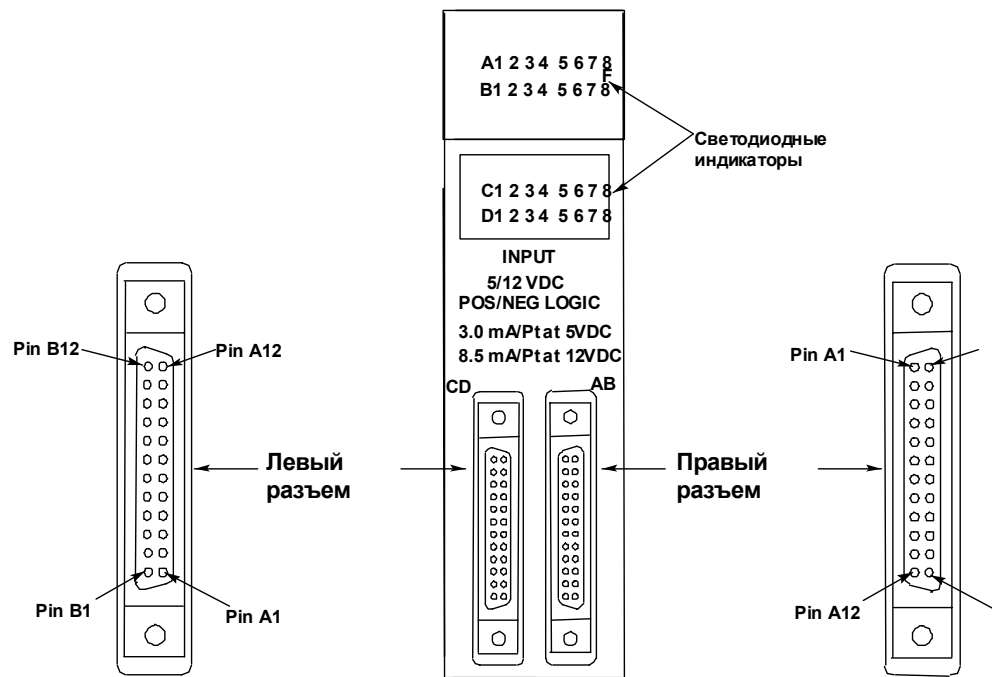 A1 2 3 4 5 6 7 8
F
B1 2 3 4 5 6 7 8
Светодиодные
индикаторы
C1 2 3 4 5 6 7 8
D1 2 3 4 5 6 7 8
INPUT
5/12 VDC
POS/NEG LOGIC
3.0 mA/Pt at 5VDC
8.5 mA/Pt at 12VDC
CD
AB
Pin B12
Pin A12
Pin B1
Pin A1
Левый
разъем
Правый
разъем
Pin A1
Pin A12